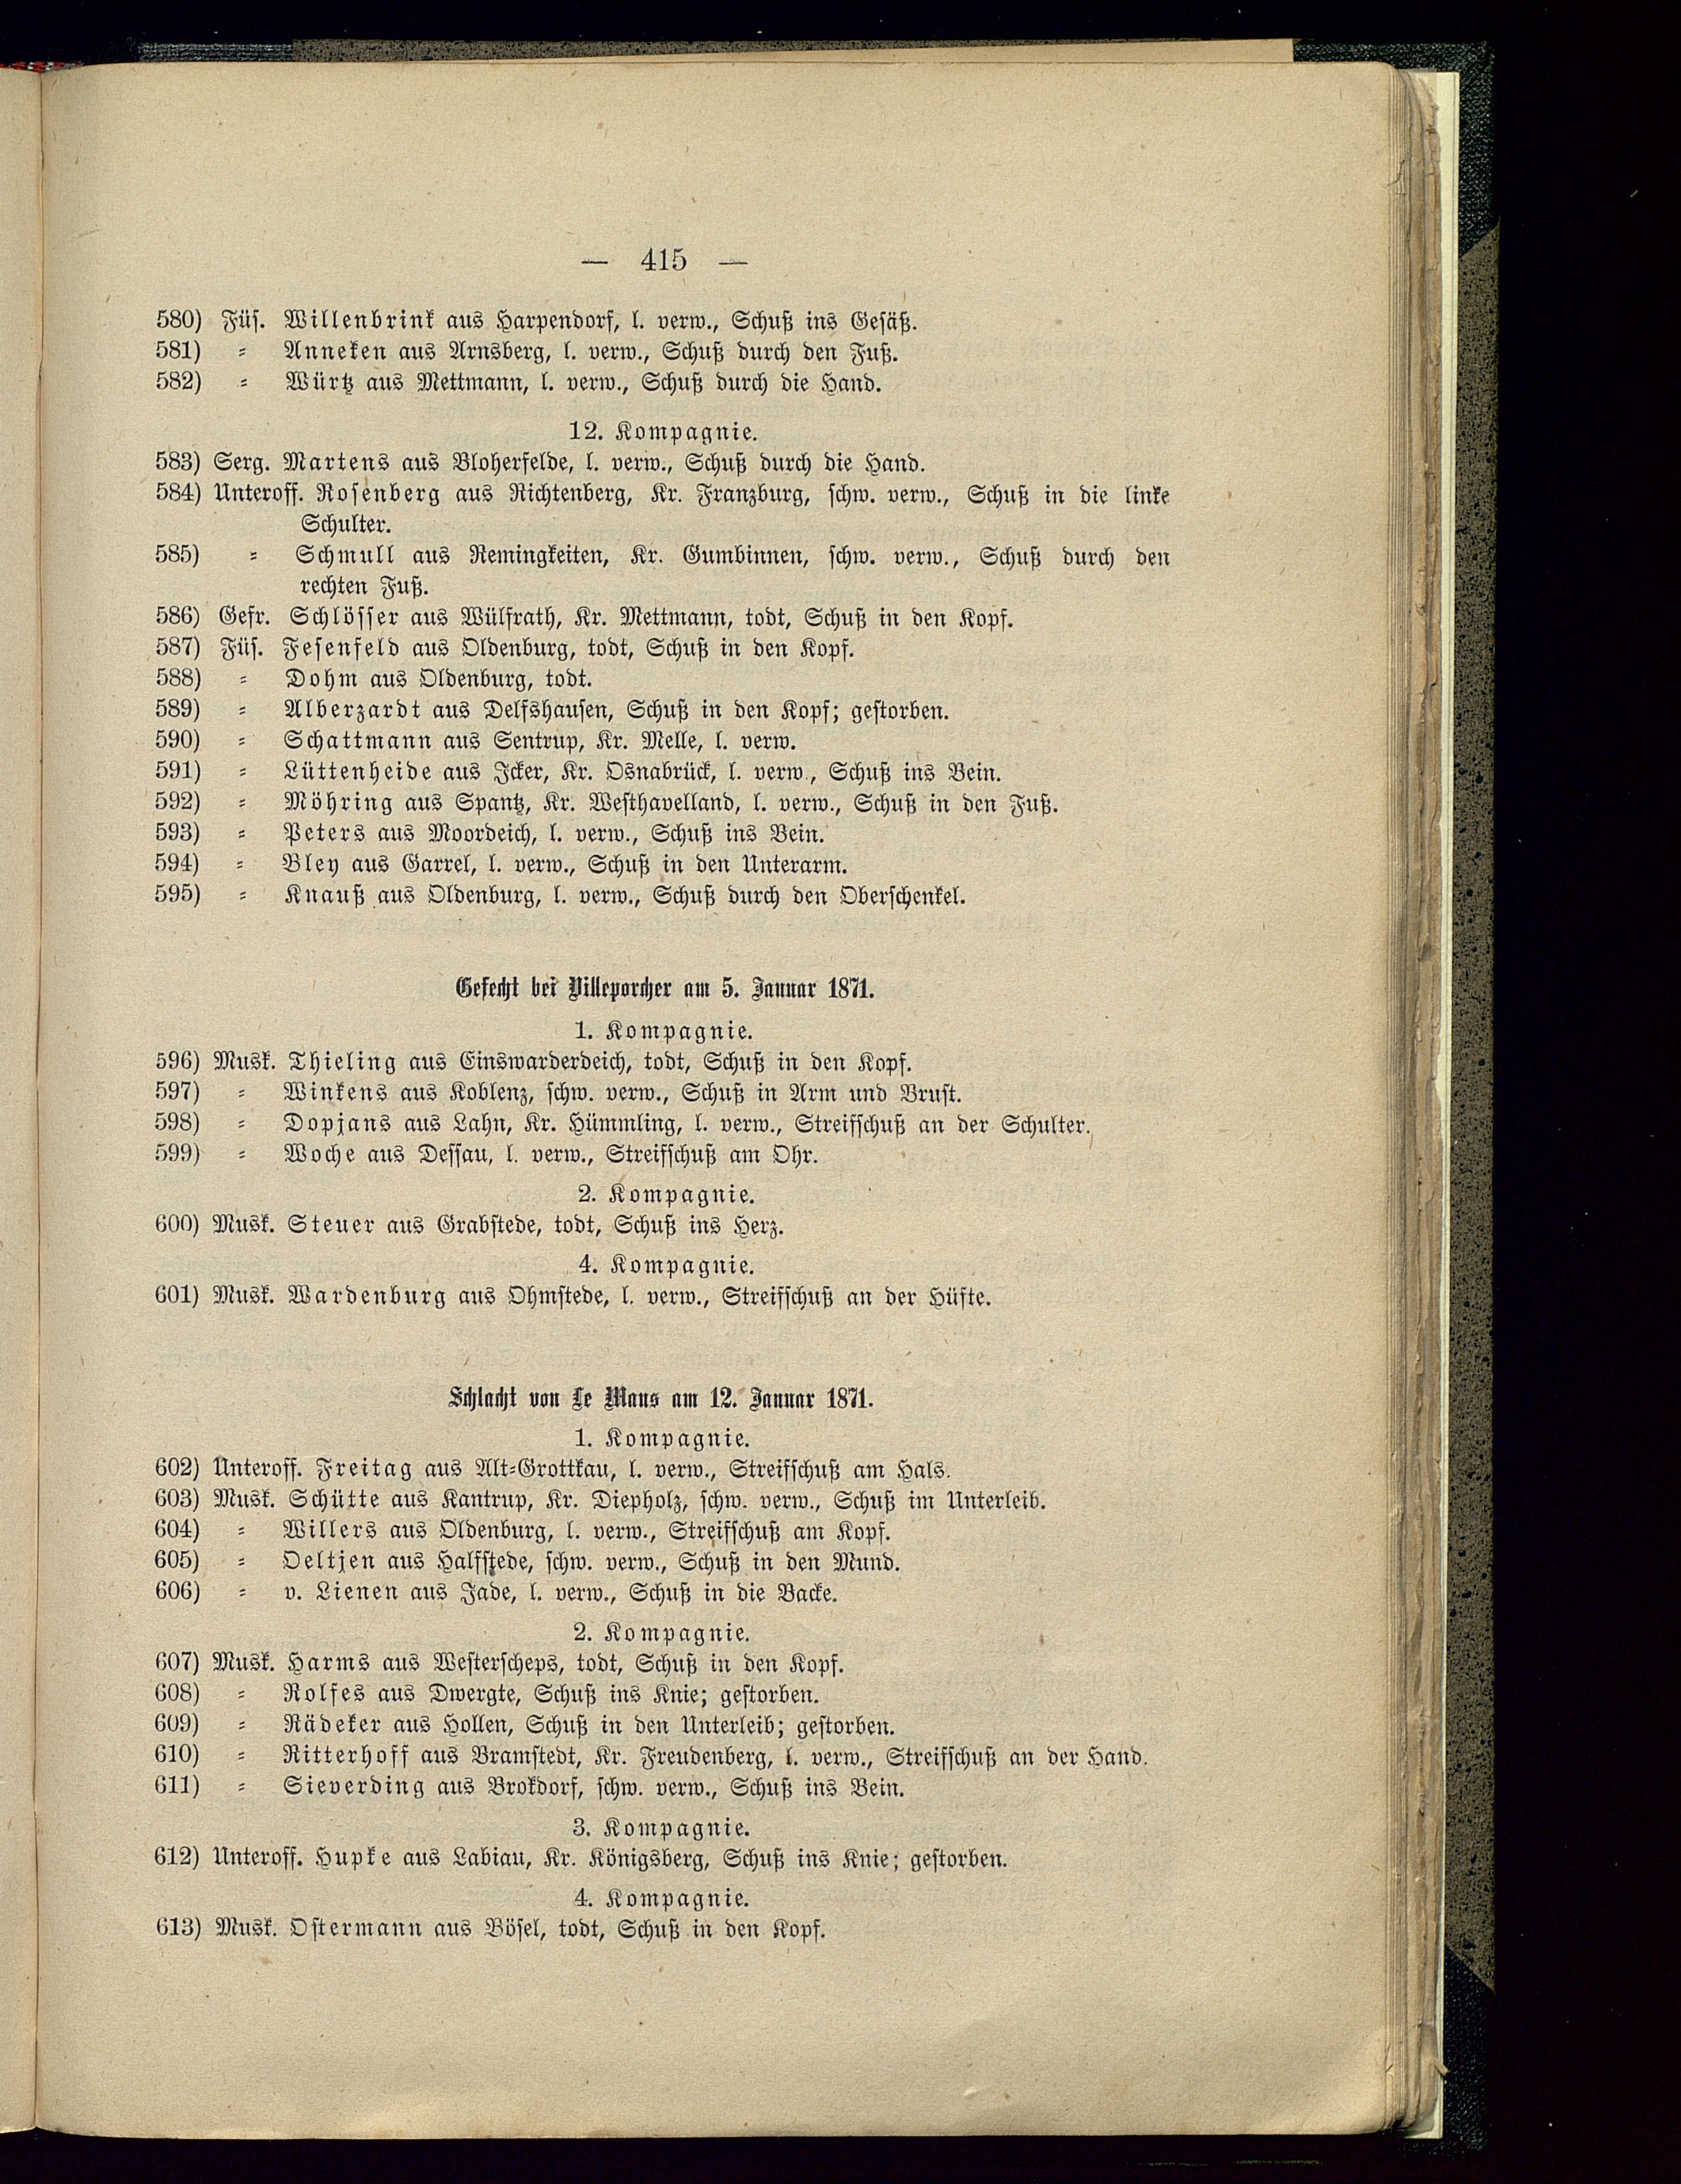 — 415 —
580) Füs. Willenbrink aus Harpendorf, l. verw., Schuß ins Gesäß.
581) = Anneken aus Arnsberg, l. verw., Schuß durch den Fuß.
582) = Würtz aus Mettmann, l. verw., Schuß durch die Hand.
12. Kompagnie.
583) Serg. Martens aus Bloherfelde, l. verw., Schuß durch die Hand.
584) Unteroff. Rosenberg aus Richtenberg, Kr. Franzburg, schw. verw., Schuß in die linke
Schulter.
585) = Schmull aus Remingkeiten, Kr. Gumbinnen, schw. verw., Schuß durch den
rechten Fuß.
586) Gefr. Schlösser aus Wülfrath, Kr. Mettmann, todt, Schuß in den Kopf.
587) Füs. Fesenfeld aus Oldenburg, todt, Schuß in den Kopf.
588) = Dohm aus Oldenburg, todt.
589) = Alberzardt aus Delfshausen, Schuß in den Kopf; gestorben.
590) = Schattmann aus Sentrup, Kr. Melle, l. verw.
591) = Lüttenheide aus Icker, Kr. Osnabrück, l. verw., Schuß ins Bein.
592) = Möhring aus Spantz, Kr. Westhavelland, l. verw., Schuß in den Fuß.
593) = Peters aus Moordeich, l. verw., Schuß ins Bein.
594) = Bley aus Garrel, l. verw., Schuß in den Unterarm.
595) = Knauß aus Oldenburg, l. verw., Schuß durch den Oberschenkel.
Gefecht bei Villeporcher am 5. Januar 1871.
1. Kompagnie.
596) Musk. Thieling aus Einswarderdeich, todt, Schuß in den Kopf.
597) = Winkens aus Koblenz, schw. verw., Schuß in Arm und Brust.
598) = Dopjans aus Lahn, Kr. Hümmling, l. verw., Streifschuß an der Schulter.
599) = Woche aus Dessau, l. verw., Streifschuß am Ohr.
2. Kompagnie.
600) Musk. Steuer aus Grabstede, todt, Schuß ins Herz.
4. Kompagnie.
601) Musk. Wardenburg aus Ohmstede, l. verw., Streifschuß an der Hüfte.
Schlacht von Le Mans am 12. Januar 1871.
1. Kompagnie.
602) Unteroff. Freitag aus Alt=Grottkau, l. verw., Streifschuß am Hals.
603) Musk. Schütte aus Kantrup, Kr. Diepholz, schw. verw., Schuß im Unterleib.
604) = Willers aus Oldenburg, l. verw., Streifschuß am Kopf.
605) = Oeltjen aus Halfstede, schw. verw., Schuß in den Mund.
606) = v. Lienen aus Jade, l. verw., Schuß in die Backe.
2. Kompagnie.
607) Musk. Harms aus Westerscheps, todt, Schuß in den Kopf.
608) = Rolfes aus Dwergte, Schuß ins Knie; gestorben.
609) = Rädeker aus Hollen, Schuß in den Unterleib; gestorben.
610) = Ritterhoff aus Bramstedt, Kr. Freudenberg, l. verw., Streifschuß an der Hand.
611) = Sieverding aus Brokdorf, schw. verw., Schuß ins Bein.
3. Kompagnie.
612) Unteroff. Hupke aus Labiau, Kr. Königsberg, Schuß ins Knie; gestorben.
4. Kompagnie.
613) Musk. Ostermann aus Bösel, todt, Schuß in den Kopf.